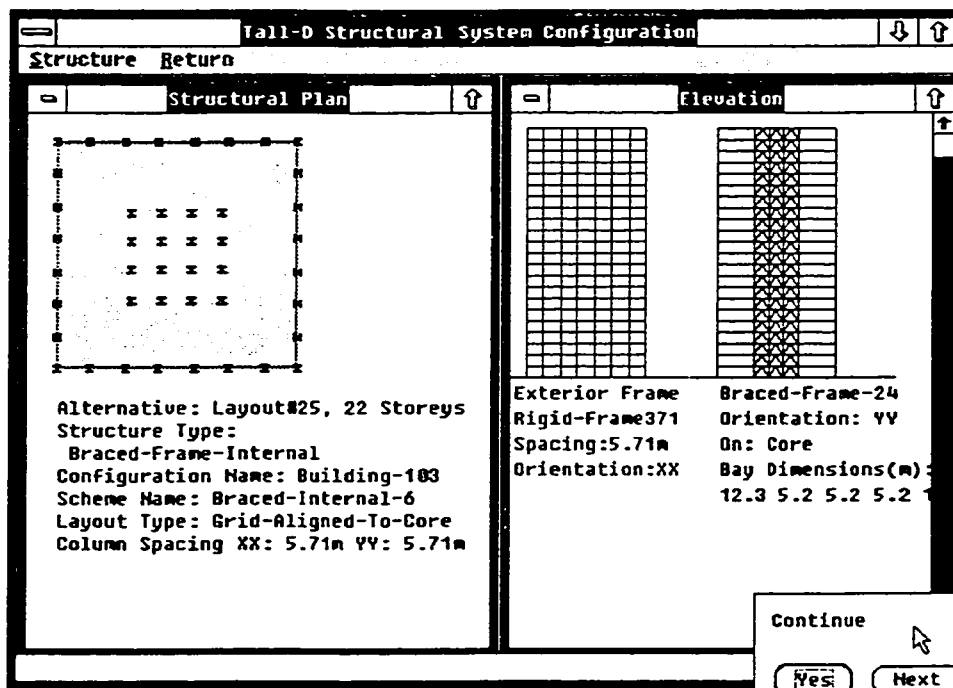 Tall-D Structural System Configuration
Structure Return
Structural Plan
Alternative: Layout#25, 22 Storeys
Structure Type:
Braced-Frame-Internal
Configuration Name: Building-103
Scheme Name: Braced-Internal-6
Layout Type: Grid-Aligned-To-Core
Column Spacing XX: 5.71m YY: 5.71m
Elevation
Exterior Frame
Rigid-Frame371
Spacing:5.71m
Orientation:XX
Braced-Frame-24
Orientation: YY
On: Core
Bay Dimensions(m):
12.3 5.2 5.2 5.2 1
Continue
Yes Next